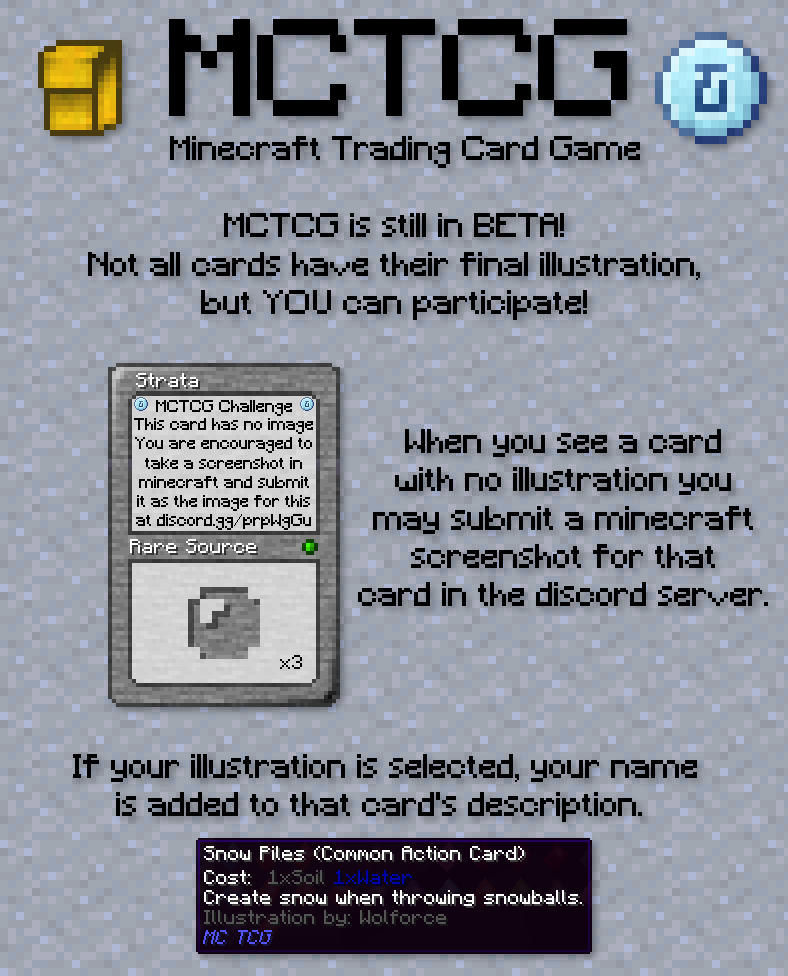 MCTCG
Minecraft Trading Card Game
MCTCG is still in BETA!
Not all cards have their final illustration,
but YOU can participate!
Strata
MCTCG Challenge
This card has no image
You are encouraged to
take a screenshot in
minecraft and submit
it as the image for this
at discord.gg/prpWgGu
Rare Source
x3
When you see a card
with no illustration you
may submit a minecraft
screenshot for that
card in the discord server.
If your illustration is selected, your name
is added to that card's description.
Snow Piles (Common Action Card)
Cost: 1xSoil 1xWater
Create snow when throwing snowballs.
Illustration by: Wolforce
MC TCG